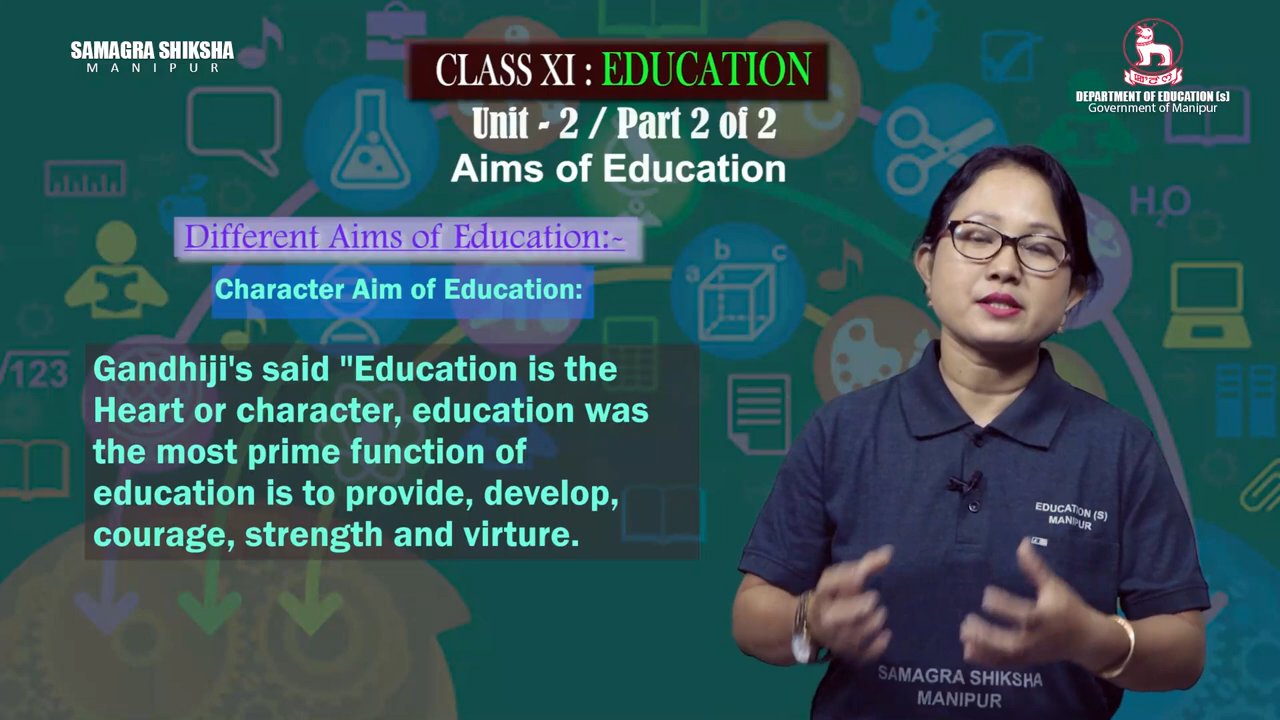 SAMAGRA SHIKSHA
MANIPUR
CLASS XI : EDUCATION
Unit - 2 / Part 2 of 2
Aims of Education
DEPARTMENT OF EDUCATION (s)
Government of Manipur
Different Aims of Education:~
Character Aim of Education:
Gandhiji's said "Education is the
Heart or character, education was
the most prime function of
education is to provide, develop,
courage, strength and virture.
a b c
H₂O
√123
EDUCATION (S)
MANIPUR
SAMAGRA SHIKSHA
MANIPUR